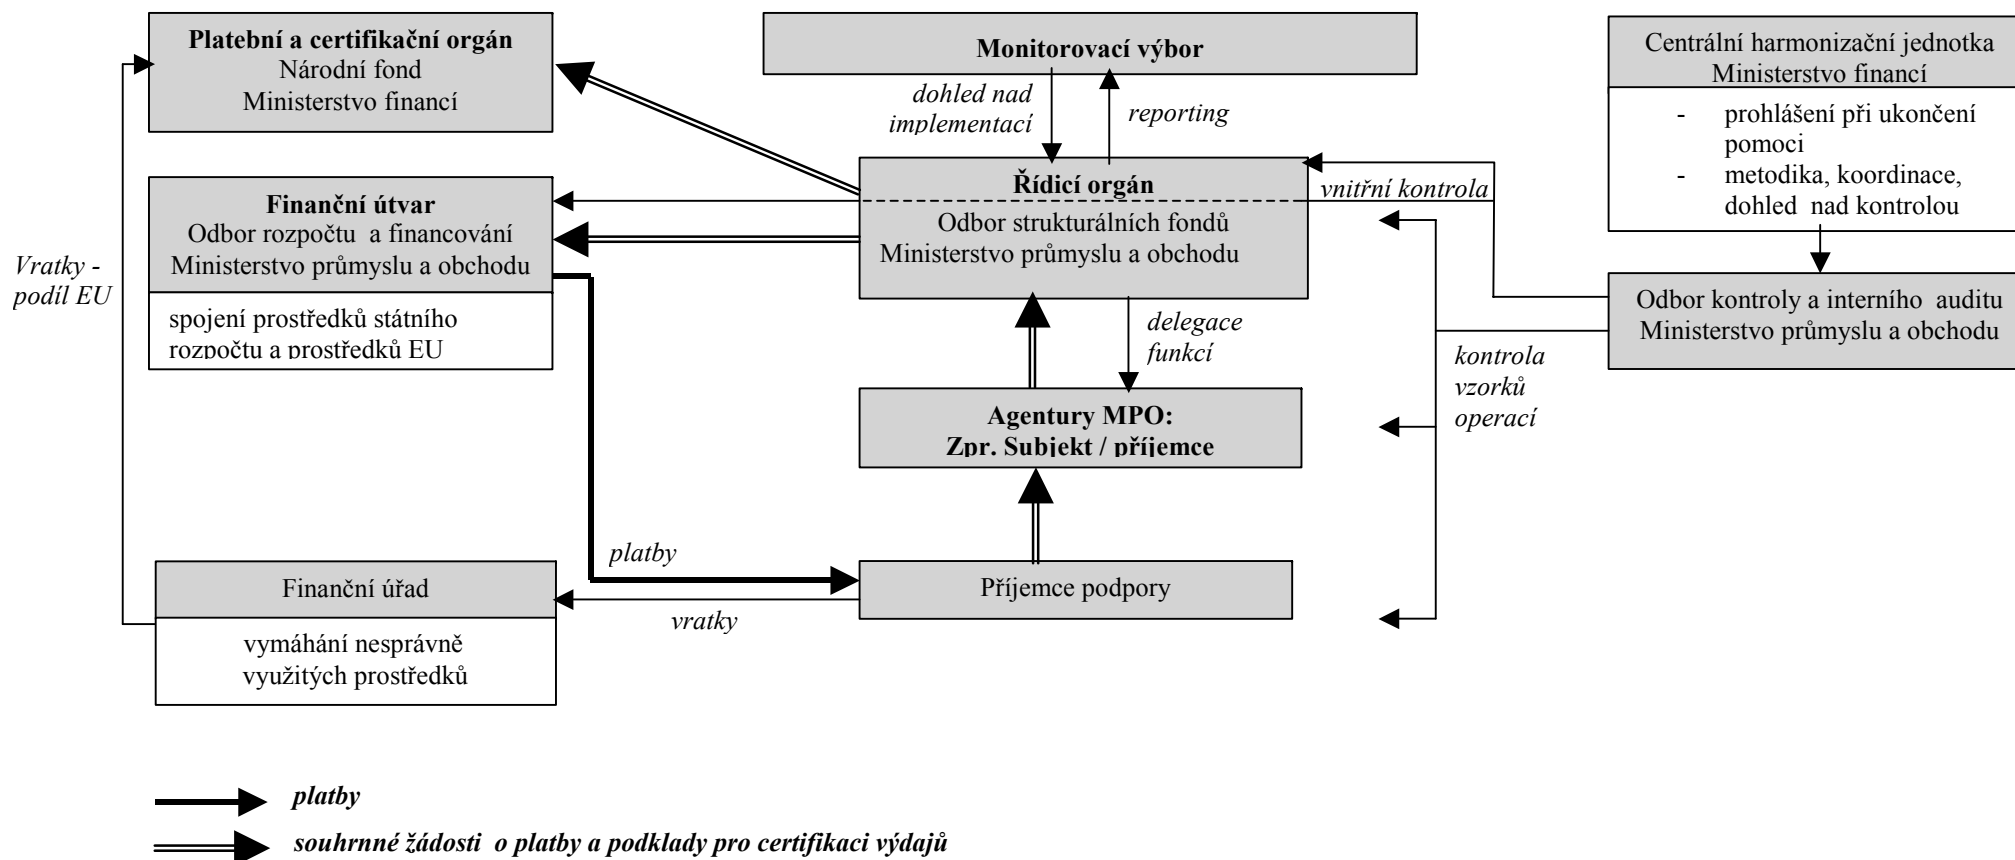 Platební a certifikační orgán
Národní fond
Ministerstvo financí
Monitorovací výbor
Centrální harmonizační jednotka
Ministerstvo financí
- prohlášení při ukončení
pomoci
- metodika, koordinace,
dohled nad kontrolou
dohled nad
implementací
reporting
Řídicí orgán
Odbor strukturálních fondů
Ministerstvo průmyslu a obchodu
vnitřní kontrola
Finanční útvar
Odbor rozpočtu a financování
Ministerstvo průmyslu a obchodu
spojení prostředků státního
rozpočtu a prostředků EU
Vratky -
podíl EU
Odbor kontroly a interního auditu
Ministerstvo průmyslu a obchodu
delegace
funkcí
kontrola
vzorků
operací
Agentury MPO:
Zpr. Subjekt / příjemce
platby
Příjemce podpory
vratky
Finanční úřad
vymáhání nesprávně
využitých prostředků
platby
souhrnné žádosti o platby a podklady pro certifikaci výdajů